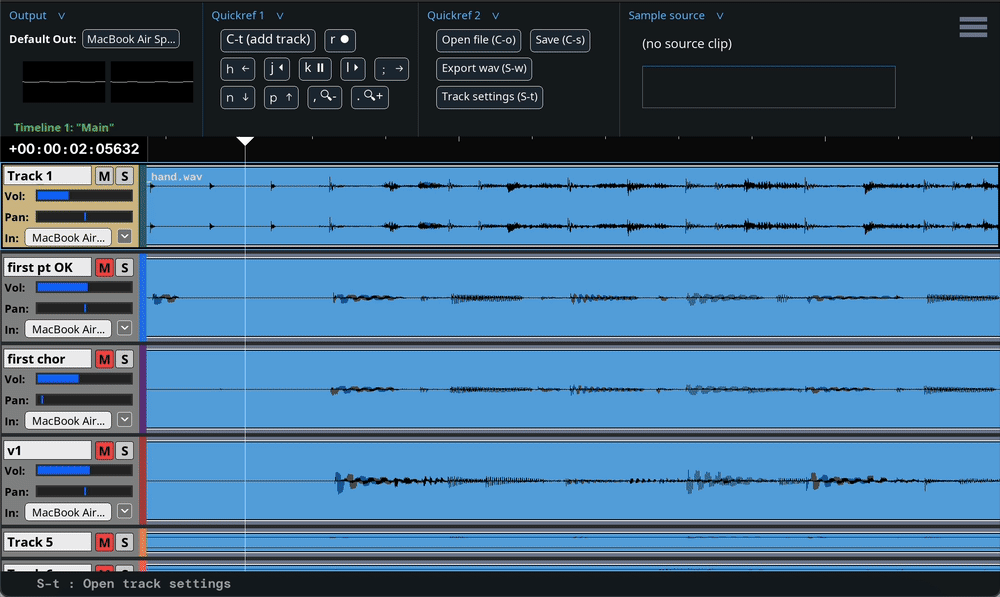 Output ∨
Quickref 1 ∨
Quickref 2 ∨
Sample source ∨
Default Out: MacBook Air Sp...
C-t (add track) r ●
Open file (C-o) Save (C-s)
(no source clip)
h ← j k l ; →
Export wav (S-w)
n ↓ p ↑ , 🔍- . 🔍+
Track settings (S-t)
Timeline 1: "Main"
+00:00:02:05632
Track 1 M S
_hand.wav
Vol:
Pan:
In: MacBook Air...
first pt OK M S
Vol:
Pan:
In: MacBook Air...
first chor M S
Vol:
Pan:
In: MacBook Air...
v1 M S
Vol:
Pan:
In: MacBook Air...
Track 5 M S
S-t : Open track settings